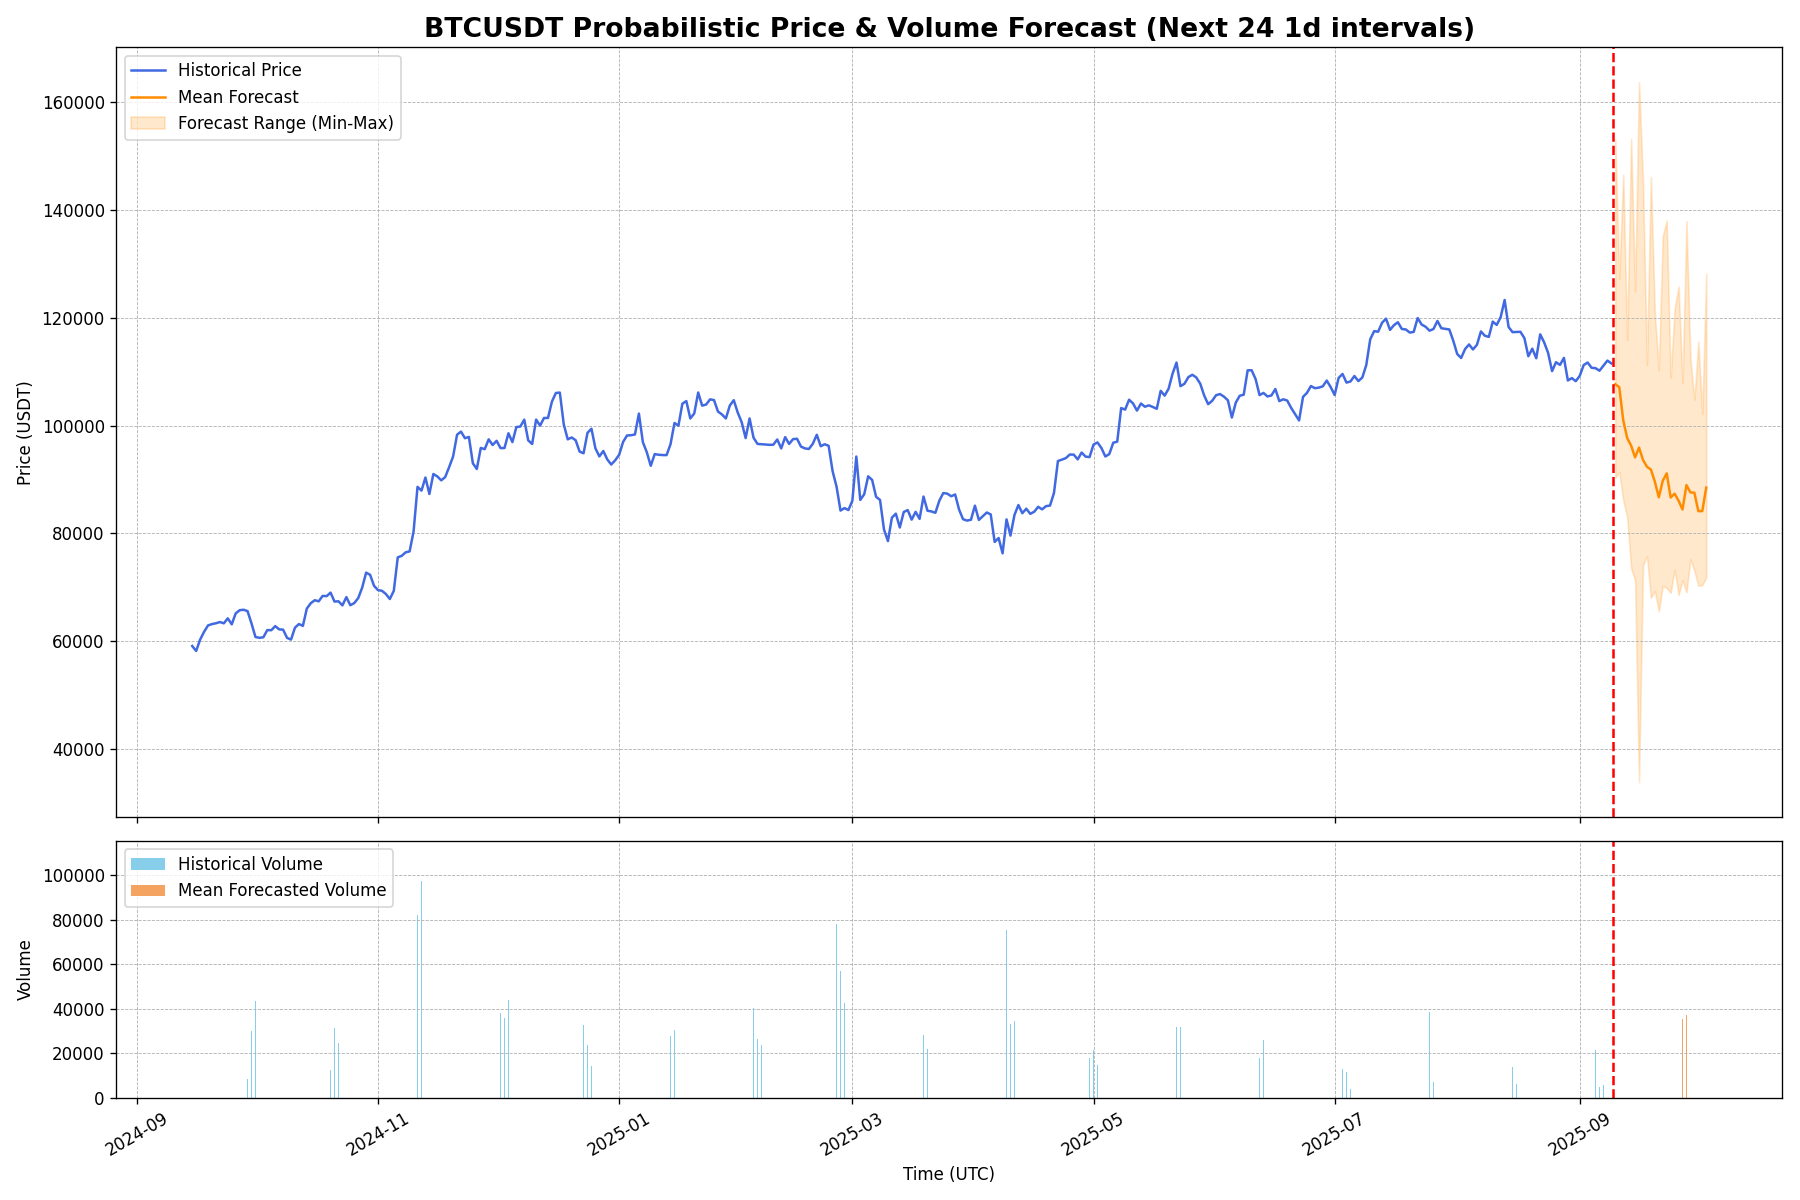 BTCUSDT Probabilistic Price & Volume Forecast (Next 24 1d intervals)
Historical Price
Mean Forecast
Forecast Range (Min-Max)
Price (USDT)
160000
140000
120000
100000
80000
60000
40000
Historical Volume
Mean Forecasted Volume
Volume
100000
80000
60000
40000
20000
0
2024-09
2024-11
2025-01
2025-03
2025-05
2025-07
2025-09
Time (UTC)